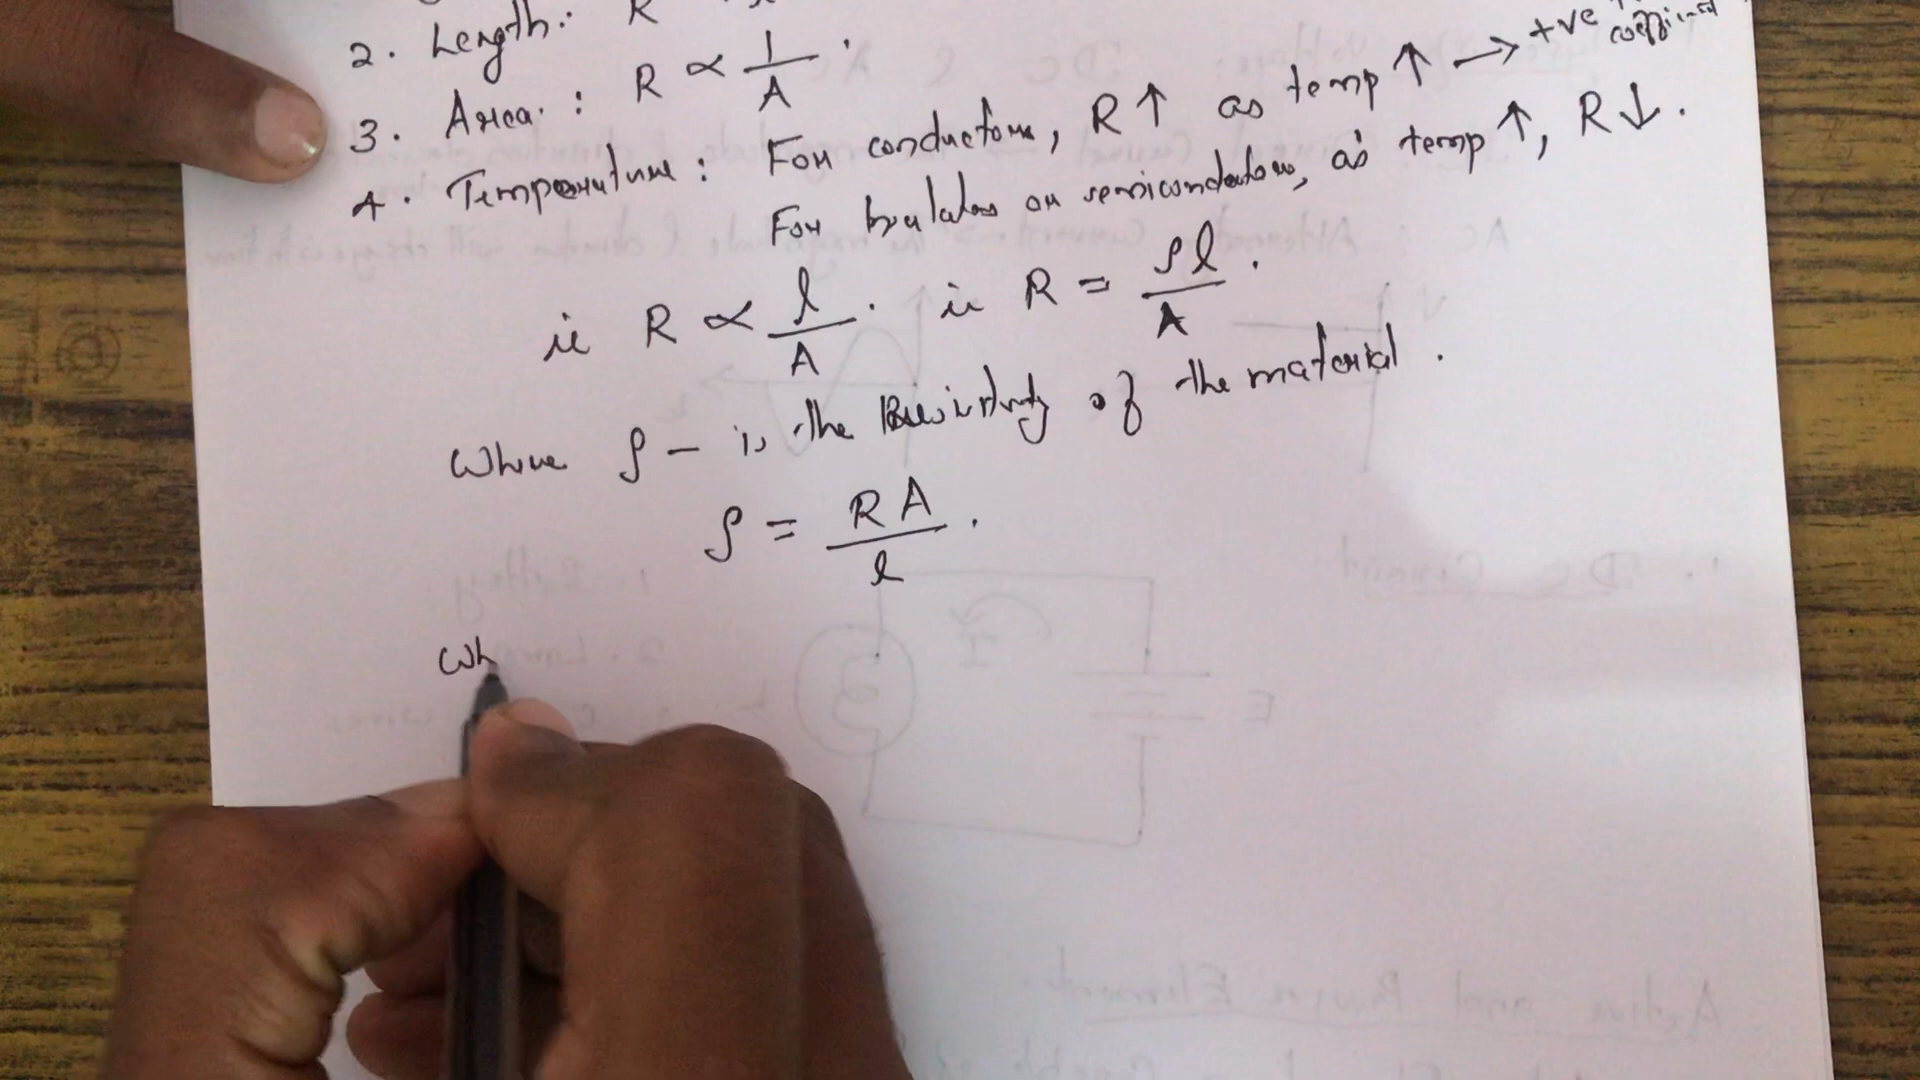 2. Length: R
3. Area: R ∝ 1/A.
4. Temperature: For conductors, R↑ as temp ↑ → +ve coefficient
For Insulators or semiconductors, as temp ↑, R↓.
ie R ∝ l/A. ie R = ρl/A.
Where ρ – is the Resistivity of the material.
ρ = RA/l.
Wh